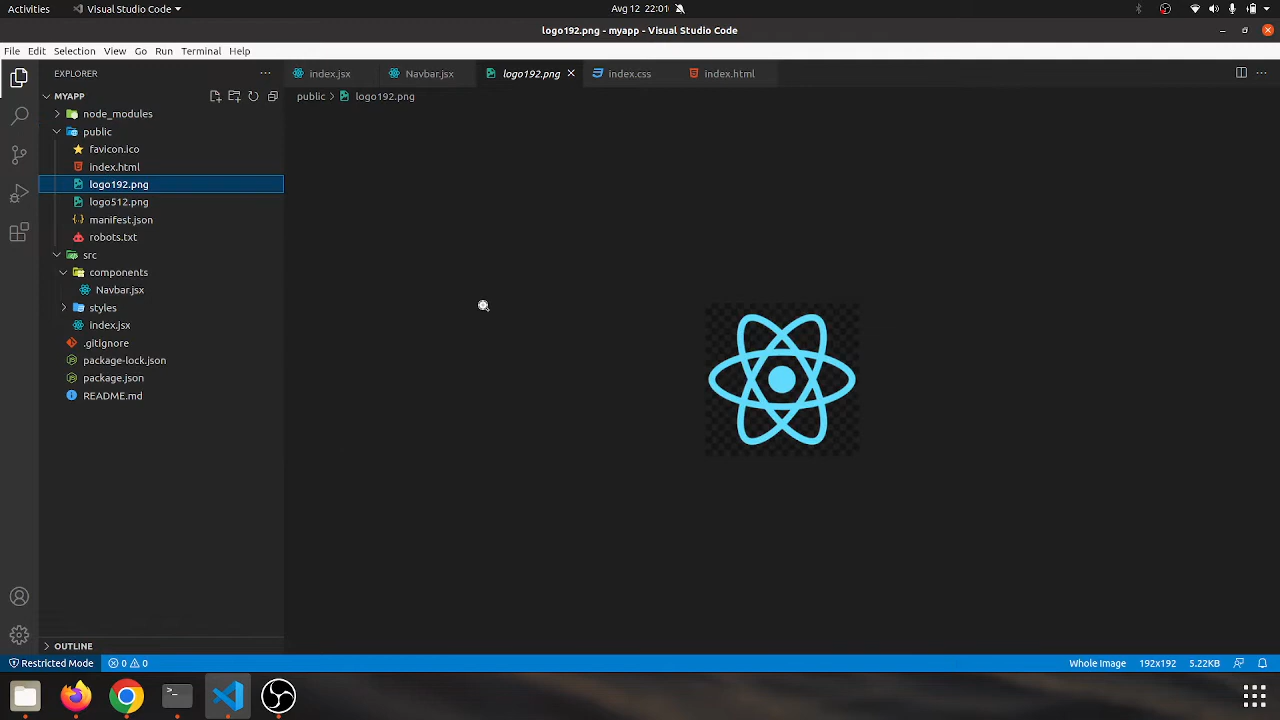 Activities
Visual Studio Code
Aug 12 22:01
logo192.png - myapp - Visual Studio Code
File Edit Selection View Go Run Terminal Help
EXPLORER
index.jsx
Navbar.jsx
logo192.png
index.css
index.html
MYAPP
public
logo192.png
node_modules
public
favicon.ico
index.html
logo192.png
logo512.png
manifest.json
robots.txt
src
components
Navbar.jsx
styles
index.jsx
.gitignore
package-lock.json
package.json
README.md
OUTLINE
Restricted Mode
0
0
Whole Image
192x192
5.22KB